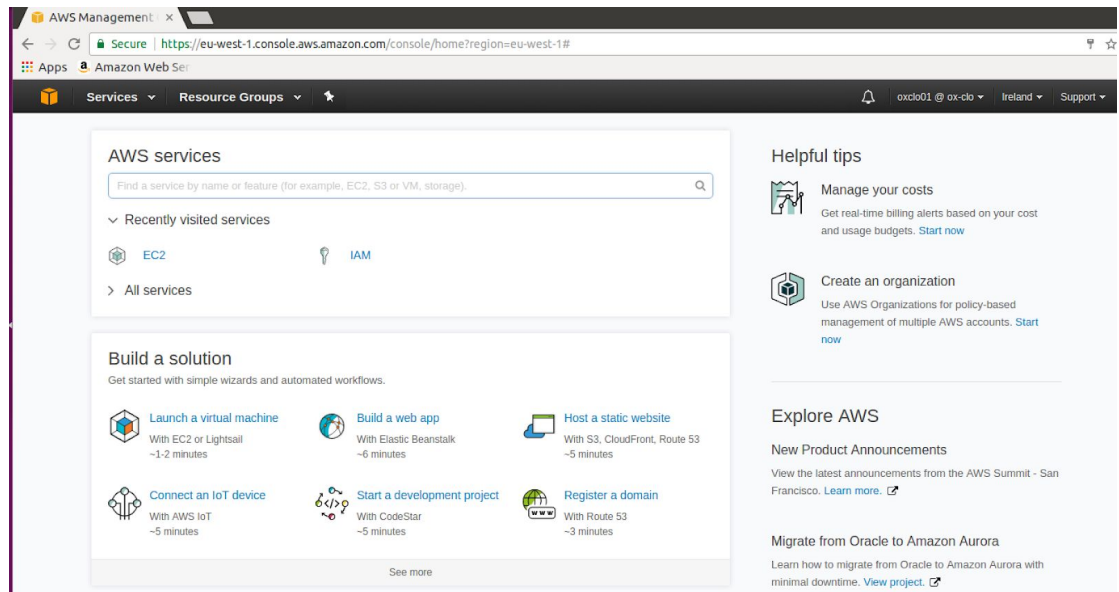 AWS Management
Secure | https://eu-west-1.console.aws.amazon.com/console/home?region=eu-west-1#
Apps Amazon Web Ser
Services Resource Groups oxclo01 @ ox-clo Ireland Support
AWS services
Find a service by name or feature (for example, EC2, S3 or VM, storage).
Recently visited services
EC2 IAM
All services
Build a solution
Get started with simple wizards and automated workflows.
Launch a virtual machine
With EC2 or Lightsail
~1-2 minutes
Build a web app
With Elastic Beanstalk
~6 minutes
Host a static website
With S3, CloudFront, Route 53
~5 minutes
Connect an IoT device
With AWS IoT
~5 minutes
Start a development project
With CodeStar
~5 minutes
Register a domain
With Route 53
~3 minutes
See more
Helpful tips
Manage your costs
Get real-time billing alerts based on your cost
and usage budgets. Start now
Create an organization
Use AWS Organizations for policy-based
management of multiple AWS accounts. Start
now
Explore AWS
New Product Announcements
View the latest announcements from the AWS Summit - San
Francisco. Learn more.
Migrate from Oracle to Amazon Aurora
Learn how to migrate from Oracle to Amazon Aurora with
minimal downtime. View project.